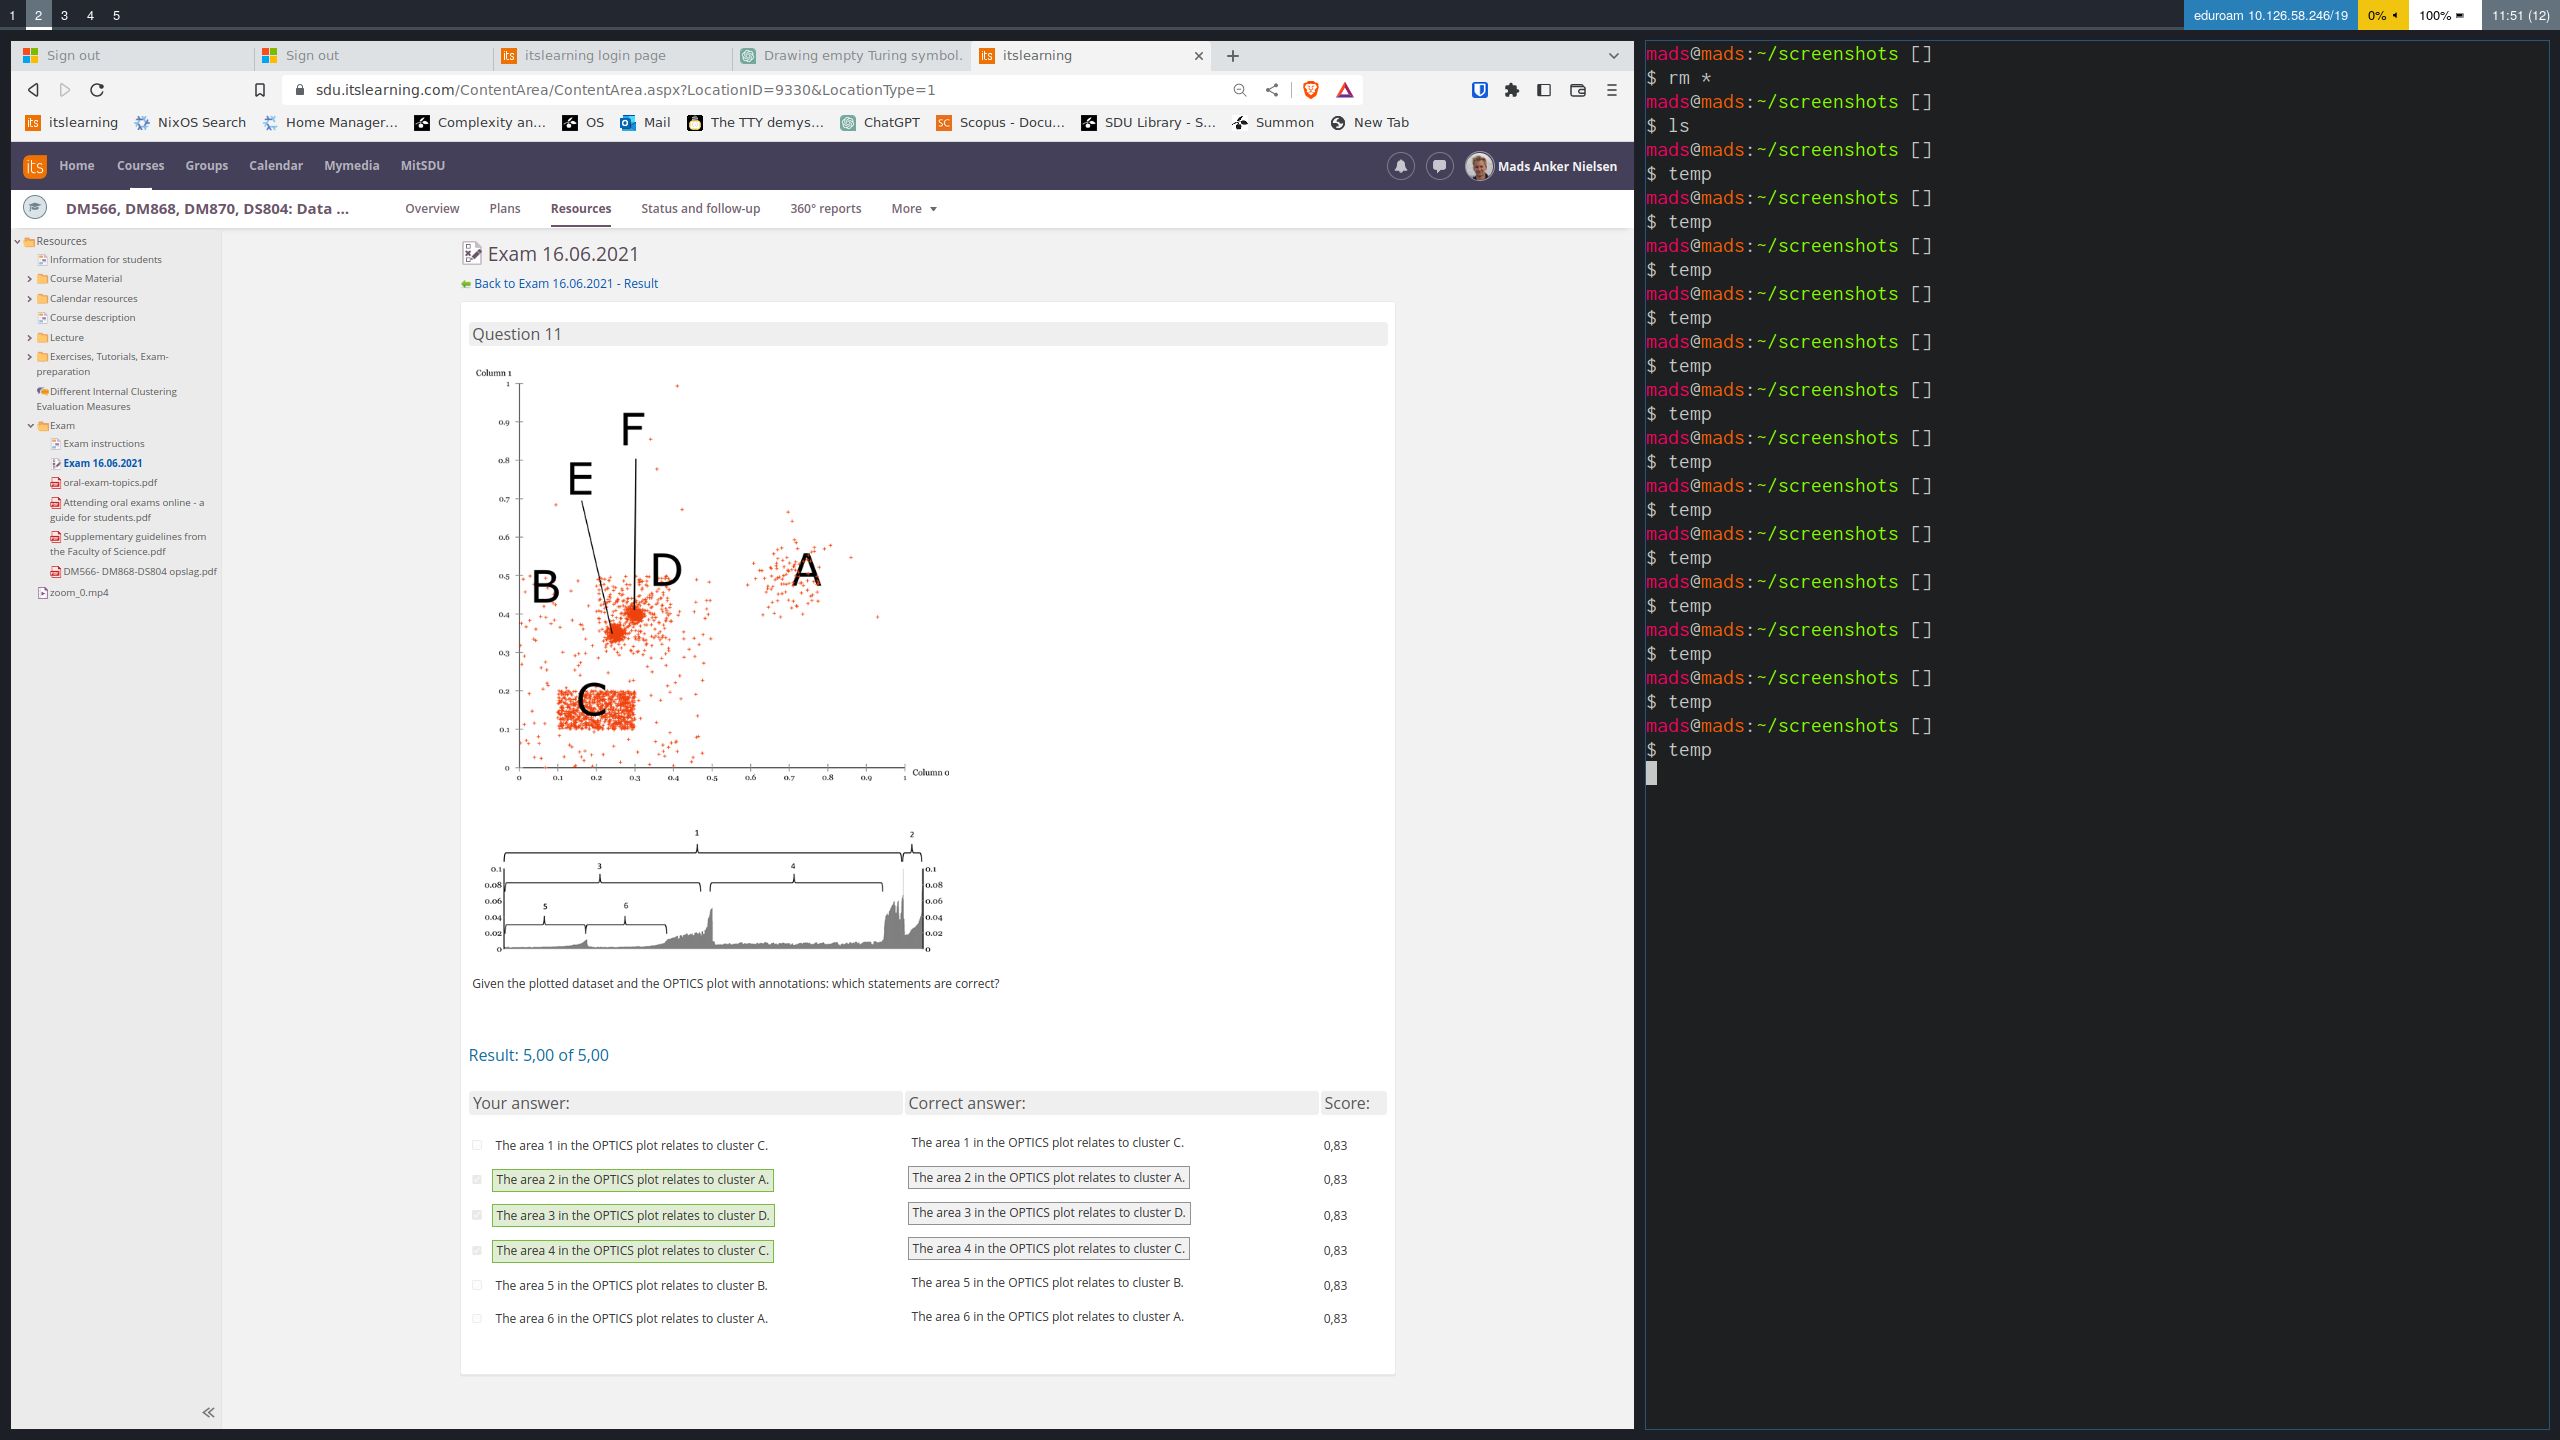 1 2 3 4 5
eduroam 10.126.58.246/19 0% 100% 11:51 (12)
Sign out
Sign out
itslearning login page
Drawing empty Turing symbol.
itslearning
sdu.itslearning.com/ContentArea/ContentArea.aspx?LocationID=9330&LocationType=1
itslearning NixOS Search Home Manager... Complexity an... OS Mail The TTY demys... ChatGPT SC Scopus - Docu... SDU Library - S... Summon New Tab
its Home Courses Groups Calendar Mymedia MitSDU Mads Anker Nielsen
DM566, DM868, DM870, DS804: Data ... Overview Plans Resources Status and follow-up 360° reports More
Resources
Information for students
Course Material
Calendar resources
Course description
Lecture
Exercises, Tutorials, Exam-
preparation
Different Internal Clustering
Evaluation Measures
Exam
Exam instructions
Exam 16.06.2021
oral-exam-topics.pdf
Attending oral exams online - a
guide for students.pdf
Supplementary guidelines from
the Faculty of Science.pdf
DM566- DM868-DS804 opslag.pdf
zoom_0.mp4
Exam 16.06.2021
Back to Exam 16.06.2021 - Result
Question 11
Column 1
1
0.9
0.8
0.7
0.6
0.5
0.4
0.3
0.2
0.1
0
F
E
D
A
B
C
0 0.1 0.2 0.3 0.4 0.5 0.6 0.7 0.8 0.9 1 Column 0
1 2
3 4
0.1 0.1
0.08 0.08
5 6
0.06 0.06
0.04 0.04
0.02 0.02
0 0
Given the plotted dataset and the OPTICS plot with annotations: which statements are correct?
Result: 5,00 of 5,00
Your answer: Correct answer: Score:
The area 1 in the OPTICS plot relates to cluster C. The area 1 in the OPTICS plot relates to cluster C. 0,83
The area 2 in the OPTICS plot relates to cluster A. The area 2 in the OPTICS plot relates to cluster A. 0,83
The area 3 in the OPTICS plot relates to cluster D. The area 3 in the OPTICS plot relates to cluster D. 0,83
The area 4 in the OPTICS plot relates to cluster C. The area 4 in the OPTICS plot relates to cluster C. 0,83
The area 5 in the OPTICS plot relates to cluster B. The area 5 in the OPTICS plot relates to cluster B. 0,83
The area 6 in the OPTICS plot relates to cluster A. The area 6 in the OPTICS plot relates to cluster A. 0,83
mads@mads:~/screenshots []
$ rm *
mads@mads:~/screenshots []
$ ls
mads@mads:~/screenshots []
$ temp
mads@mads:~/screenshots []
$ temp
mads@mads:~/screenshots []
$ temp
mads@mads:~/screenshots []
$ temp
mads@mads:~/screenshots []
$ temp
mads@mads:~/screenshots []
$ temp
mads@mads:~/screenshots []
$ temp
mads@mads:~/screenshots []
$ temp
mads@mads:~/screenshots []
$ temp
mads@mads:~/screenshots []
$ temp
mads@mads:~/screenshots []
$ temp
mads@mads:~/screenshots []
$ temp
mads@mads:~/screenshots []
$ temp